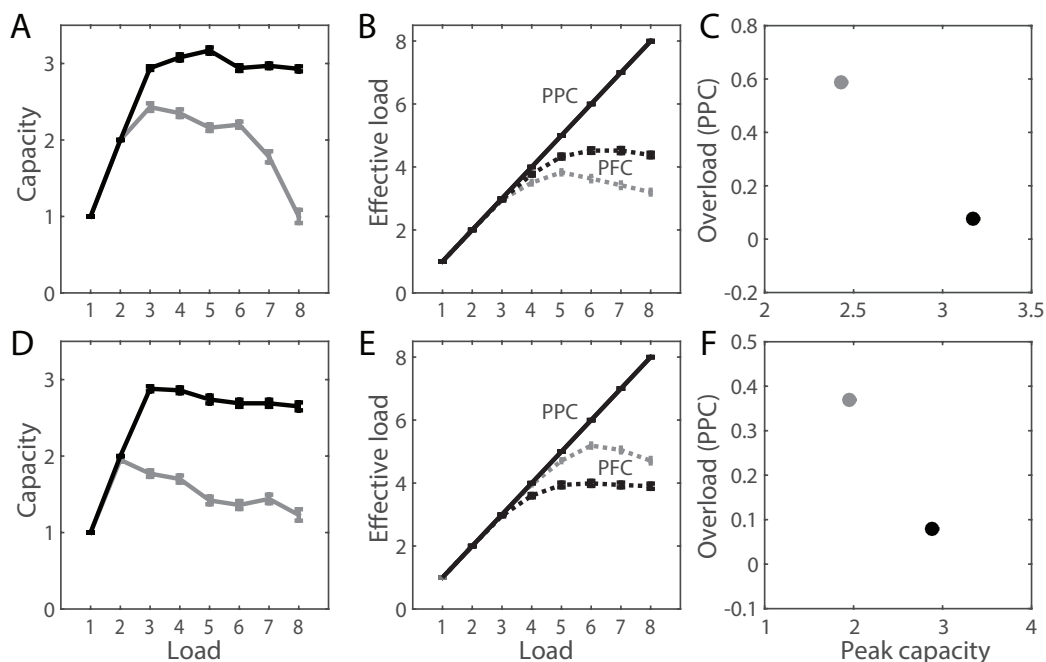 A
Capacity
3
2
1
0
1 2 3 4 5 6 7 8
B
Effective load
8
6
4
2
0
PPC
PFC
1 2 3 4 5 6 7 8
C
Overload (PPC)
0.8
0.6
0.4
0.2
0
-0.2
2 2.5 3 3.5
D
Capacity
3
2
1
0
1 2 3 4 5 6 7 8
Load
E
Effective load
8
6
4
2
0
PPC
PFC
1 2 3 4 5 6 7 8
Load
F
Overload (PPC)
0.5
0.4
0.3
0.2
0.1
0
-0.1
1 2 3 4
Peak capacity